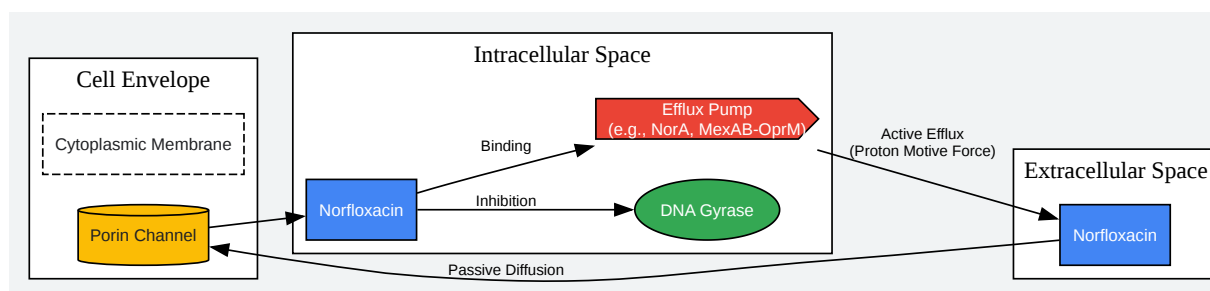 Cell Envelope
Cytoplasmic Membrane
Porin Channel
Intracellular Space
Efflux Pump
(e.g., NorA, MexAB-OprM)
Binding
Norfloxacin
Inhibition
DNA Gyrase
Active Efflux
(Proton Motive Force)
Extracellular Space
Norfloxacin
Passive Diffusion